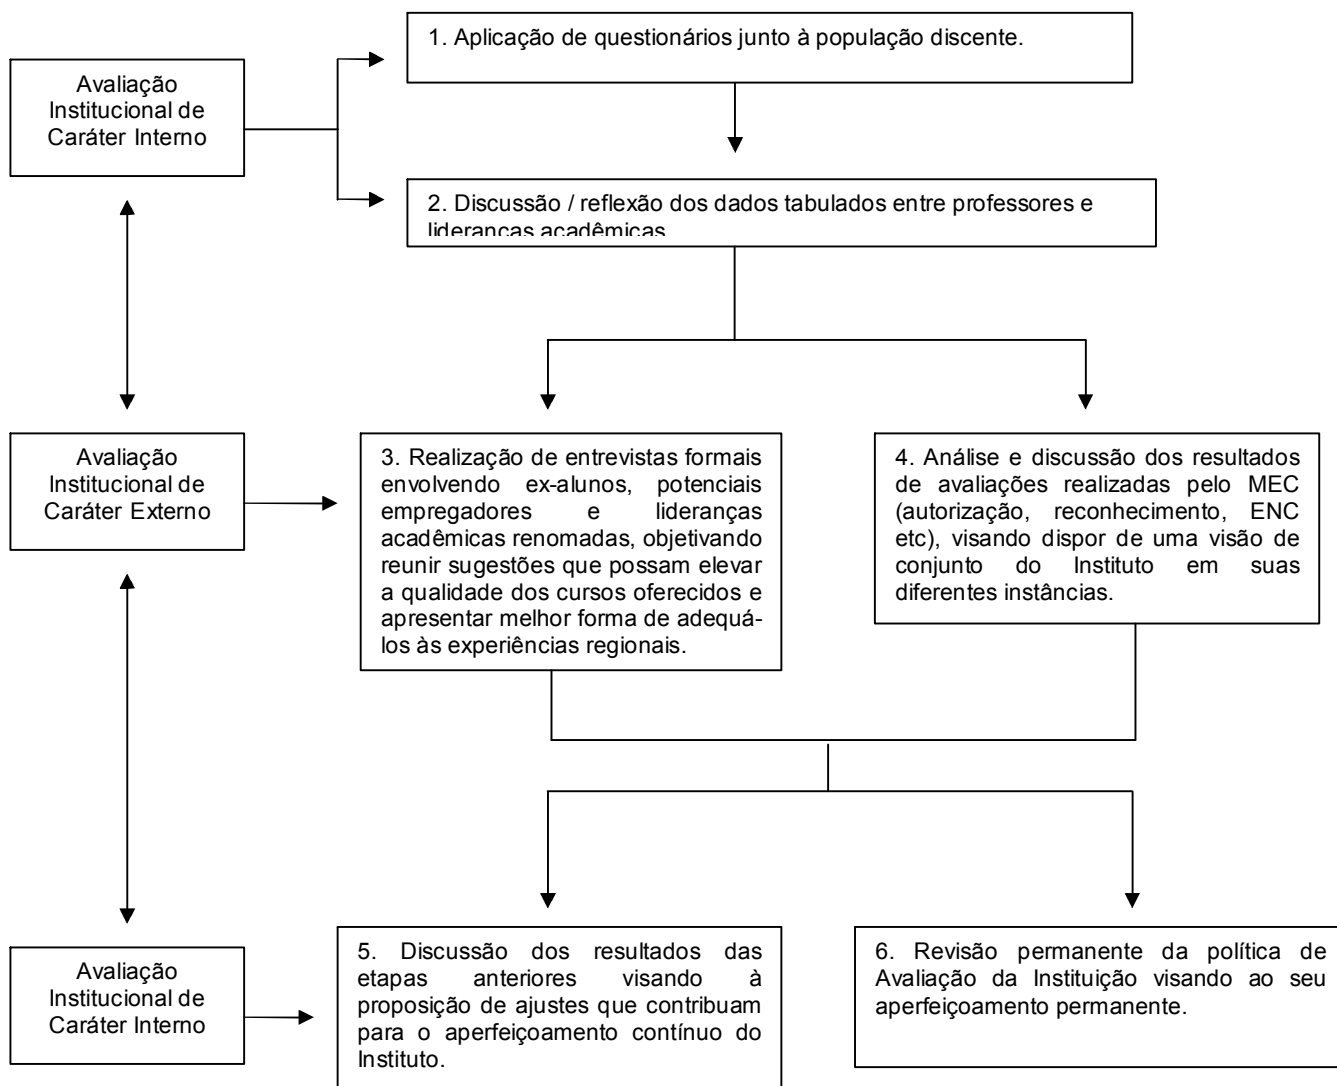 Avaliação
Institucional de
Caráter Interno
1. Aplicação de questionários junto à população discente.
2. Discussão / reflexão dos dados tabulados entre professores e
lideranças acadêmicas
Avaliação
Institucional de
Caráter Externo
3. Realização de entrevistas formais
envolvendo ex-alunos, potenciais
empregadores e lideranças
acadêmicas renomadas, objetivando
reunir sugestões que possam elevar
a qualidade dos cursos oferecidos e
apresentar melhor forma de adequá-
los às experiências regionais.
4. Análise e discussão dos resultados
de avaliações realizadas pelo MEC
(autorização, reconhecimento, ENC
etc), visando dispor de uma visão de
conjunto do Instituto em suas
diferentes instâncias.
Avaliação
Institucional de
Caráter Interno
5. Discussão dos resultados das
etapas anteriores visando à
proposição de ajustes que contribuam
para o aperfeiçoamento contínuo do
Instituto.
6. Revisão permanente da política de
Avaliação da Instituição visando ao seu
aperfeiçoamento permanente.